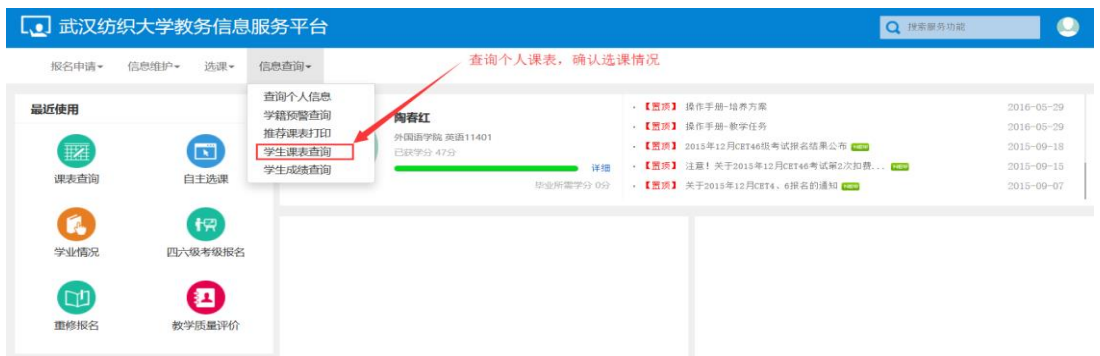 武汉纺织大学教务信息服务平台
搜索服务功能
查询个人课表，确认选课情况
报名申请 信息维护 选课 信息查询
查询个人信息
学籍预警查询
推荐课表打印
学生课表查询
学生成绩查询
最近使用
课表查询 自主选课
学业情况 四六级考级报名
重修报名 教学质量评价
陶春红
外国语学院 英语11401
已获学分 47分
详细
毕业所需学分 0分
【置顶】 操作手册-培养方案 2016-05-29
【置顶】 操作手册-教学任务 2016-05-29
【置顶】 2015年12月CET46级考试报名结果公布 NEW 2015-09-18
【置顶】 注意！关于2015年12月CET46考试第2次扣费... NEW 2015-09-15
【置顶】 关于2015年12月CET4、6报名的通知 NEW 2015-09-07